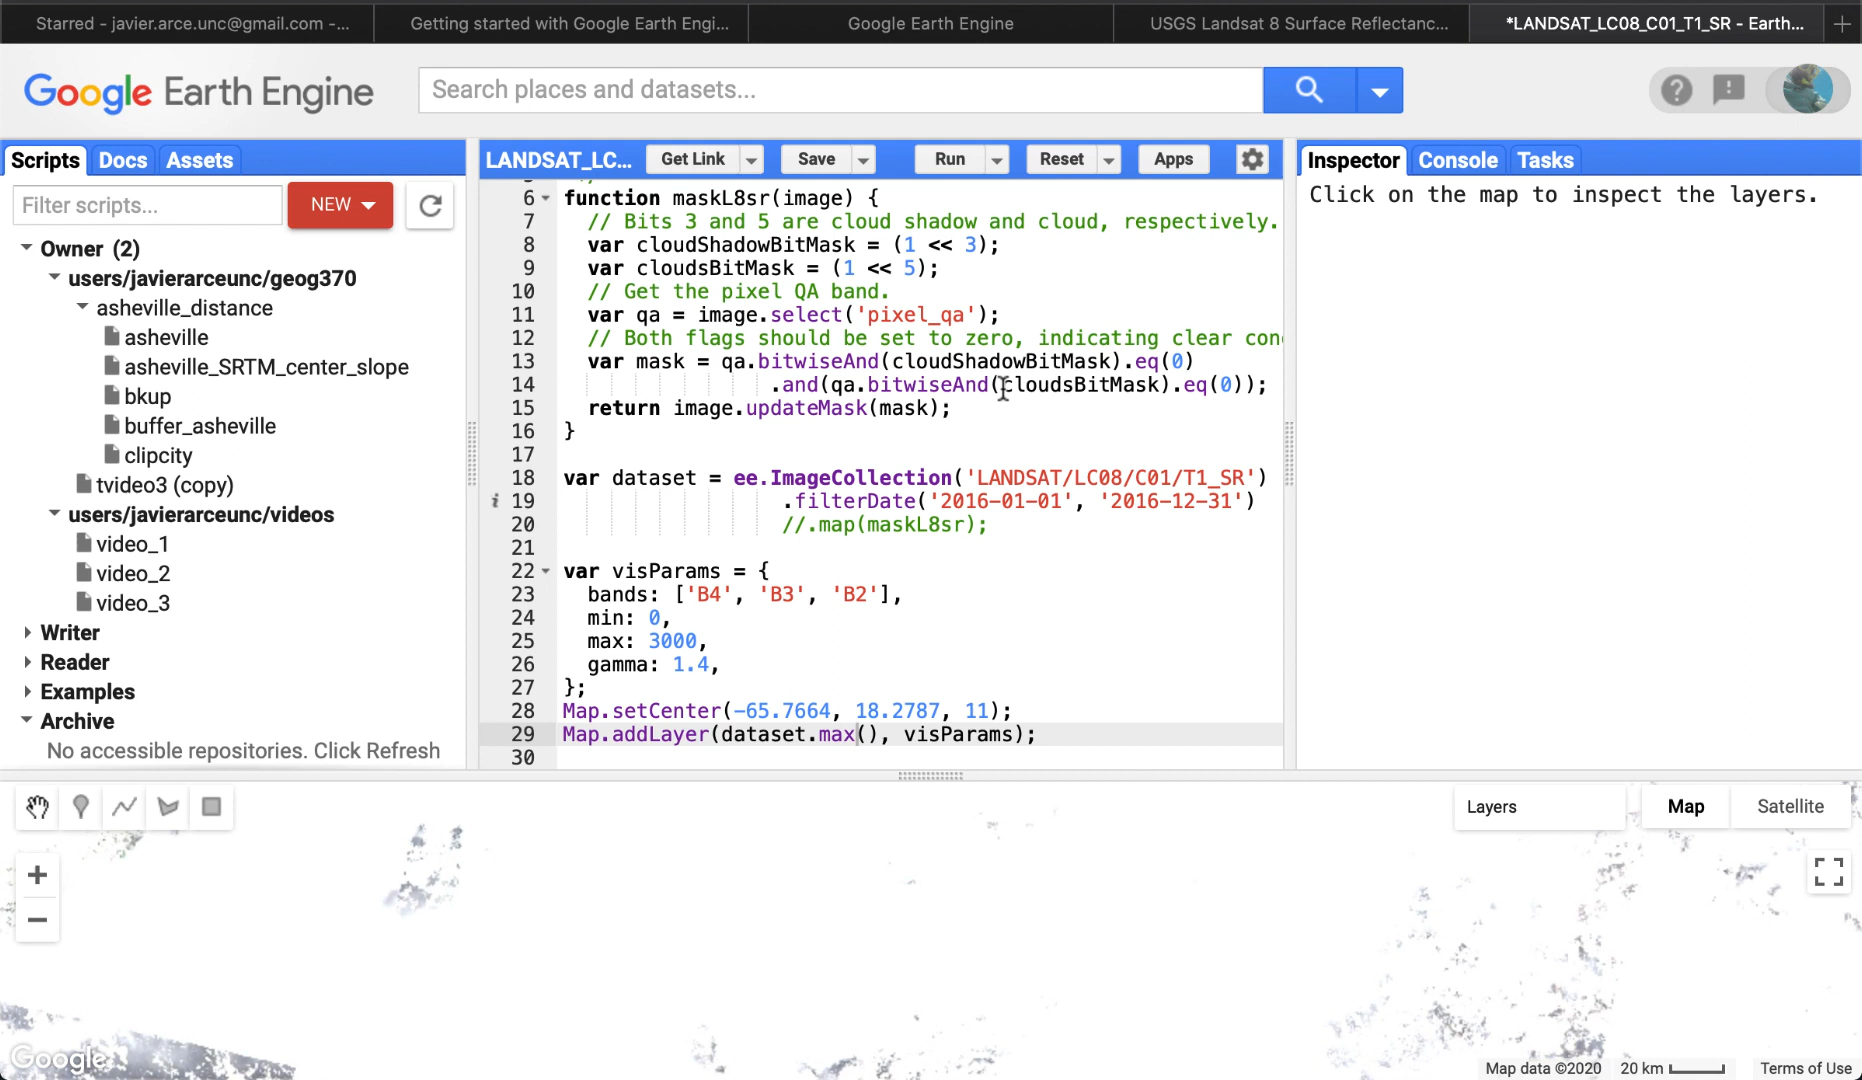 Starred - javier.arce.unc@gmail.com -...
Getting started with Google Earth Engi...
Google Earth Engine
USGS Landsat 8 Surface Reflectanc...
*LANDSAT_LC08_C01_T1_SR - Earth...
Google Earth Engine
Search places and datasets...
Scripts Docs Assets
LANDSAT_LC... Get Link Save Run Reset Apps
Inspector Console Tasks
Filter scripts... NEW
Click on the map to inspect the layers.
Owner (2)
users/javierarceunc/geog370
asheville_distance
asheville
asheville_SRTM_center_slope
bkup
buffer_asheville
clipcity
tvideo3 (copy)
users/javierarceunc/videos
video_1
video_2
video_3
Writer
Reader
Examples
Archive
No accessible repositories. Click Refresh
6 function maskL8sr(image) {
7 // Bits 3 and 5 are cloud shadow and cloud, respectively.
8 var cloudShadowBitMask = (1 << 3);
9 var cloudsBitMask = (1 << 5);
10 // Get the pixel QA band.
11 var qa = image.select('pixel_qa');
12 // Both flags should be set to zero, indicating clear con
13 var mask = qa.bitwiseAnd(cloudShadowBitMask).eq(0)
14 .and(qa.bitwiseAnd(cloudsBitMask).eq(0));
15 return image.updateMask(mask);
16 }
17
18 var dataset = ee.ImageCollection('LANDSAT/LC08/C01/T1_SR')
i 19 .filterDate('2016-01-01', '2016-12-31')
20 //.map(maskL8sr);
21
22 var visParams = {
23 bands: ['B4', 'B3', 'B2'],
24 min: 0,
25 max: 3000,
26 gamma: 1.4,
27 };
28 Map.setCenter(-65.7664, 18.2787, 11);
29 Map.addLayer(dataset.max(), visParams);
30
Layers
Map Satellite
Google
Map data ©2020 20 km Terms of Use